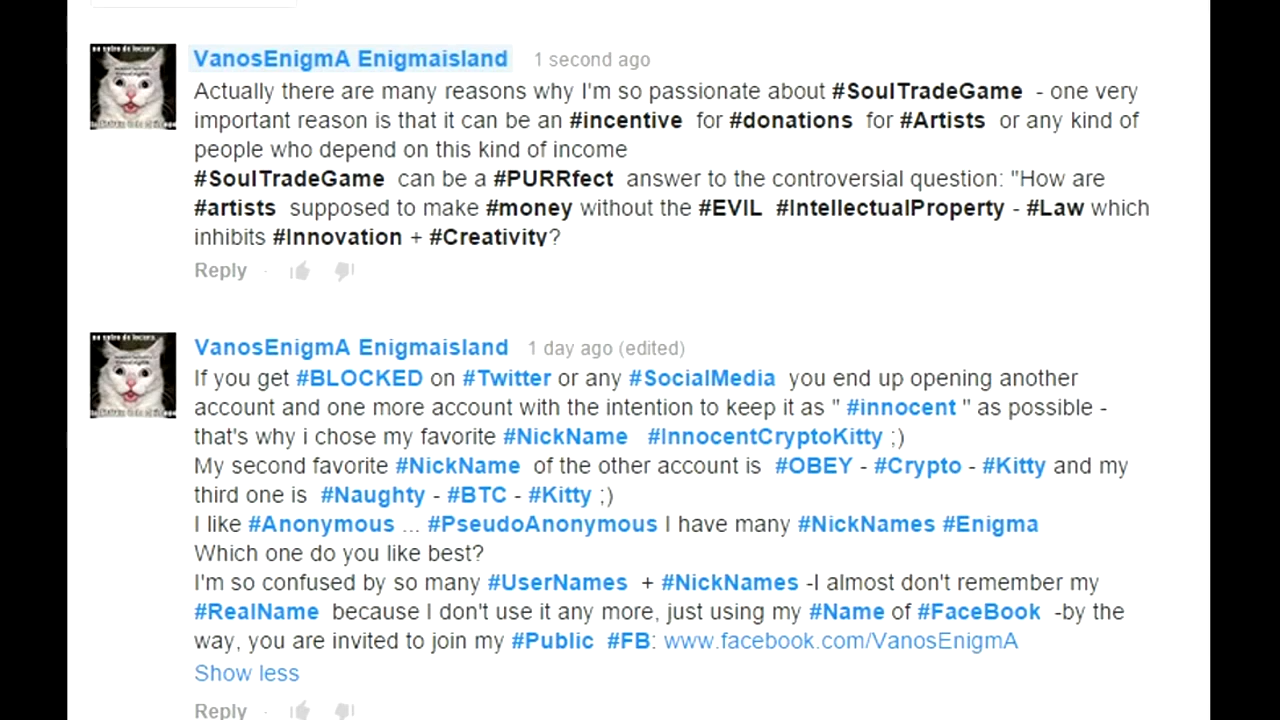 VanosEnigmA Enigmaisland 1 second ago
Actually there are many reasons why I'm so passionate about #SoulTradeGame - one very
important reason is that it can be an #incentive for #donations for #Artists or any kind of
people who depend on this kind of income
#SoulTradeGame can be a #PURRfect answer to the controversial question: "How are
#artists supposed to make #money without the #EVIL #IntellectualProperty - #Law which
inhibits #Innovation + #Creativity?
Reply
VanosEnigmA Enigmaisland 1 day ago (edited)
If you get #BLOCKED on #Twitter or any #SocialMedia you end up opening another
account and one more account with the intention to keep it as " #innocent " as possible -
that's why i chose my favorite #NickName #InnocentCryptoKitty ;)
My second favorite #NickName of the other account is #OBEY - #Crypto - #Kitty and my
third one is #Naughty - #BTC - #Kitty ;)
I like #Anonymous ... #PseudoAnonymous I have many #NickNames #Enigma
Which one do you like best?
I'm so confused by so many #UserNames + #NickNames -I almost don't remember my
#RealName because I don't use it any more, just using my #Name of #FaceBook -by the
way, you are invited to join my #Public #FB: www.facebook.com/VanosEnigmA
Show less
Reply